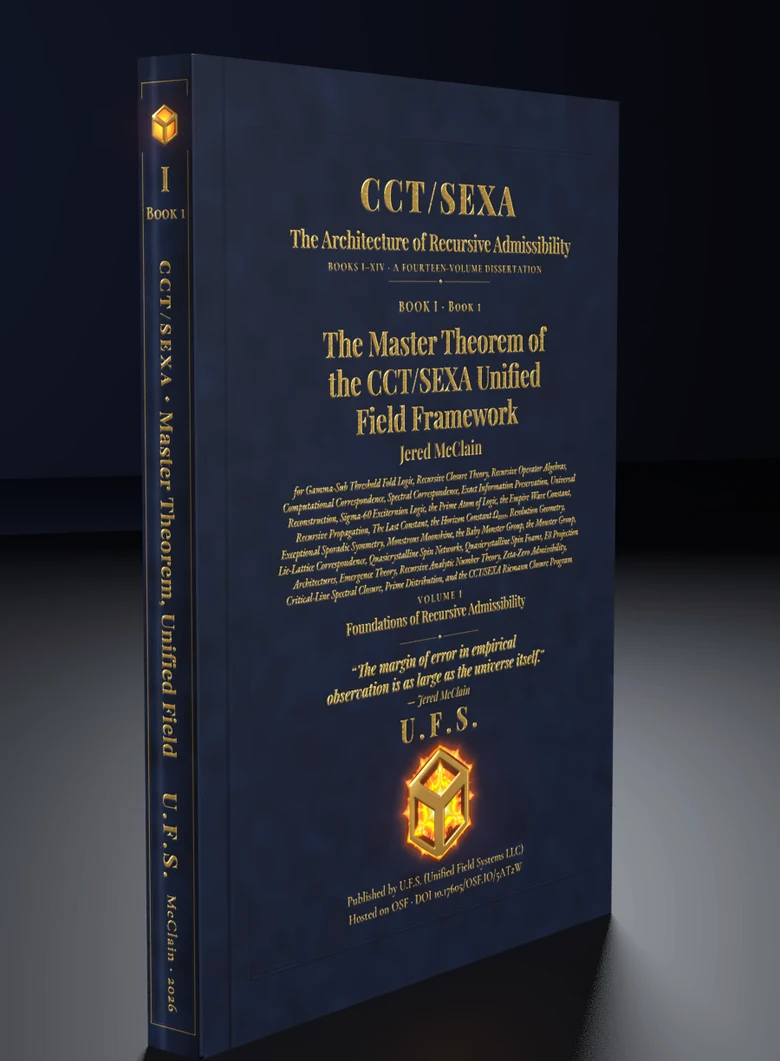 I
BOOK 1
CCT/SEXA • Master Theorem, Unified Field U.F.S. McClain · 2026
CCT/SEXA
The Architecture of Recursive Admissibility
BOOKS I–XIV · A FOURTEEN-VOLUME DISSERTATION
BOOK I · BOOK 1
The Master Theorem of
the CCT/SEXA Unified
Field Framework
Jered McClain
for Gamma-Sub Threshold Fold Logic, Recursive Closure Theory, Recursive Operator Algebras,
Computational Correspondence, Spectral Correspondence, Exact Information Preservation, Universal
Reconstruction, Sigma-60 Exciternion Logic, the Prime Atom of Logic, the Empire Wave Constant,
Recursive Propagation, The Last Constant, the Horizon Constant Resolution Geometry,
Exceptional Sporadic Symmetry, Monstrous Moonshine, the Baby Monster Group, the Monster Group,
Lie-Lattice Correspondence, Quasicrystalline Spin Networks, Quasicrystalline Spin Foams, E8 Projection
Architectures, Emergence Theory, Recursive Analytic Number Theory, Zeta-Zero Admissibility,
Critical-Line Spectral Closure, Prime Distribution, and the CCT/SEXA Riemann Closure Program
VOLUME 1
Foundations of Recursive Admissibility
“The margin of error in empirical
observation is as large as the universe itself.”
— Jered McClain
U.F.S.
Published by U.F.S. (Unified Field Systems LLC)
Hosted on OSF · DOI 10.17605/OSF.IO/5AT2W